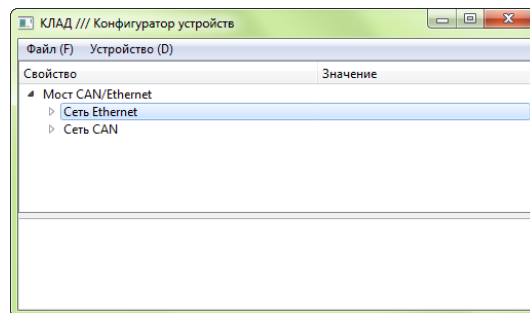 КЛАД /// Конфигуратор устройств
Файл (F) Устройство (D)
Свойство Значение
Мост CAN/Ethernet
Сеть Ethernet
Сеть CAN